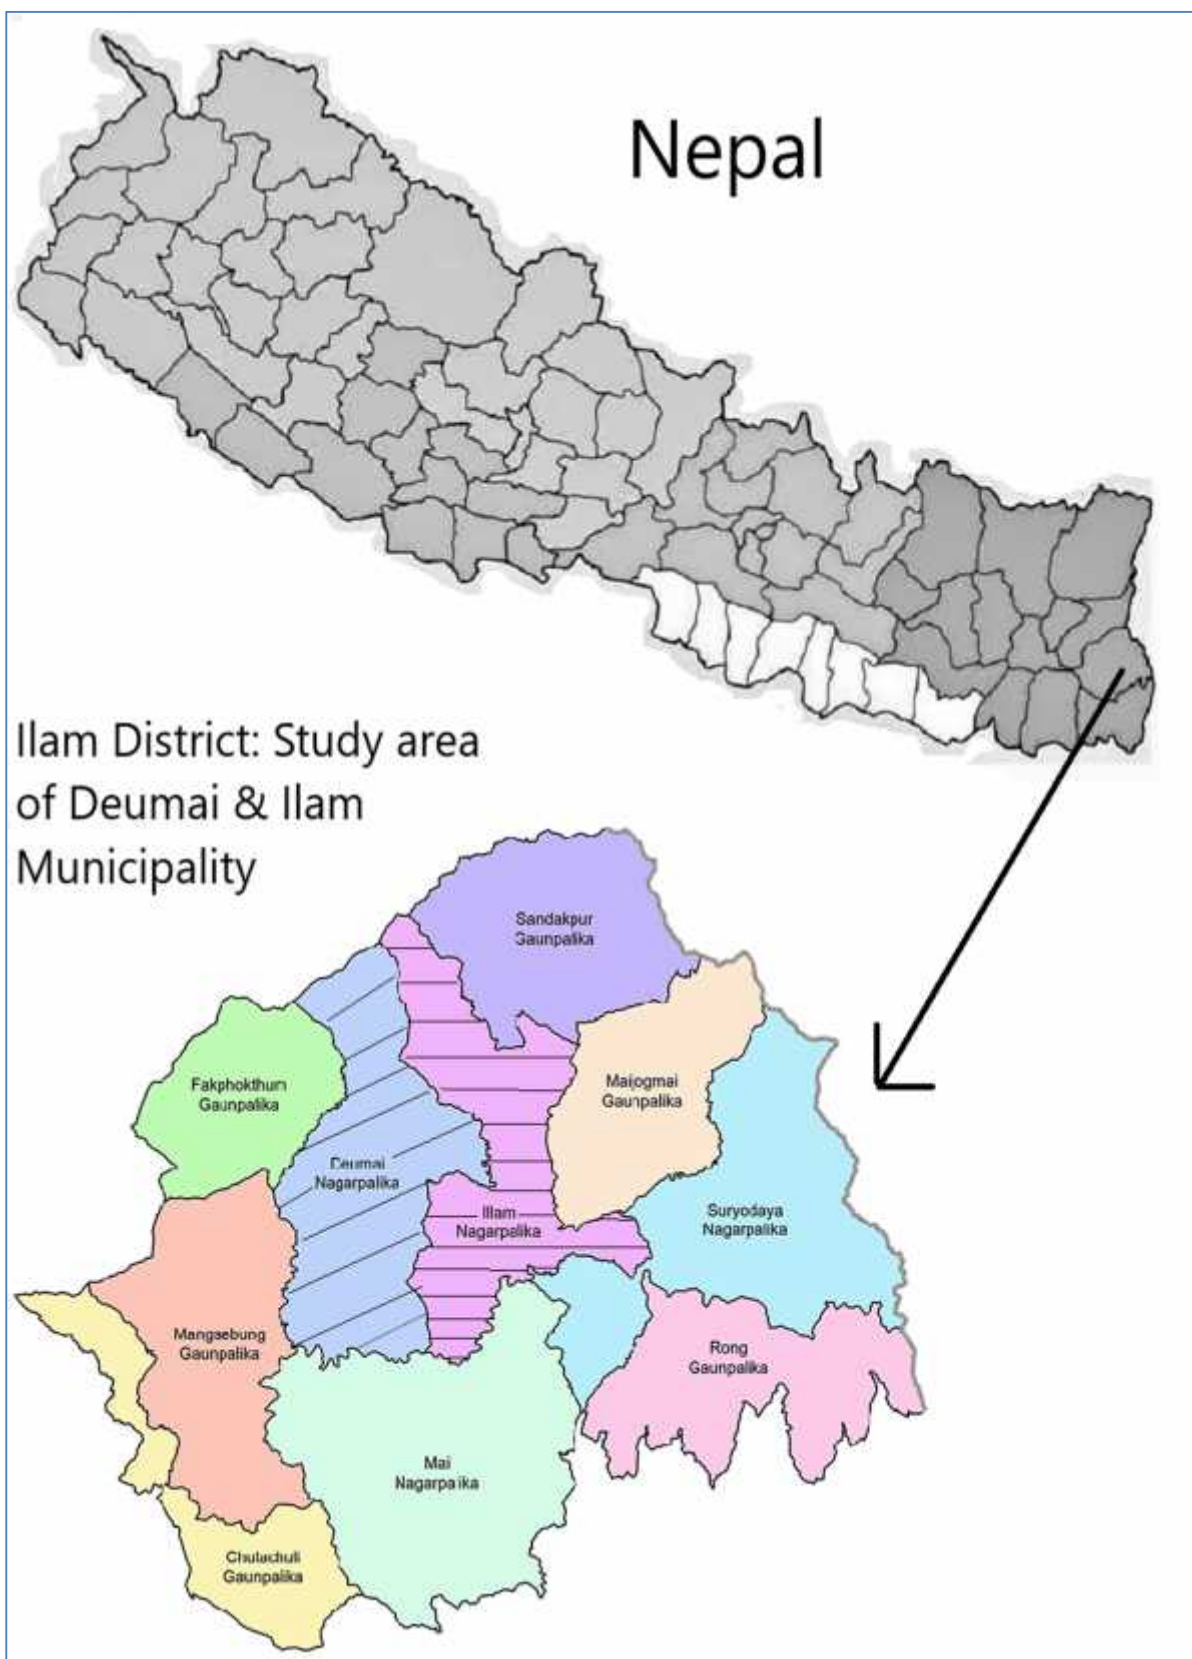 Nepal
Ilam District: Study area
of Deumai & Ilam
Municipality
Sandakpur
Gaunpalika
Maijogmai
Gaunpalika
Fakphokthum
Gaunpalika
Deumai
Nagarpalika
Illam
Nagarpalika
Suryodaya
Nagarpalika
Mangsebung
Gaunpalika
Rong
Gaunpalika
Mai
Nagarpalika
Chulachuli
Gaunpalika